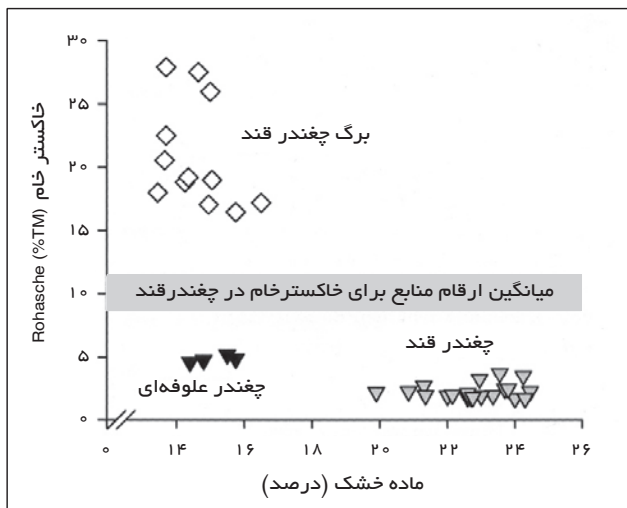 ۳۰
۲۵
۲۰
۱۵
۱۰
۵
۰
خاکستر خام Rohasche (%TM)
برگ چغندر قند
میانگین ارقام منابع برای خاکسترخام در چغندرقند
چغندر قند
چغندر علوفه‌ای
۰ ۱۴ ۱۶ ۱۸ ۲۰ ۲۲ ۲۴ ۲۶
ماده خشک (درصد)